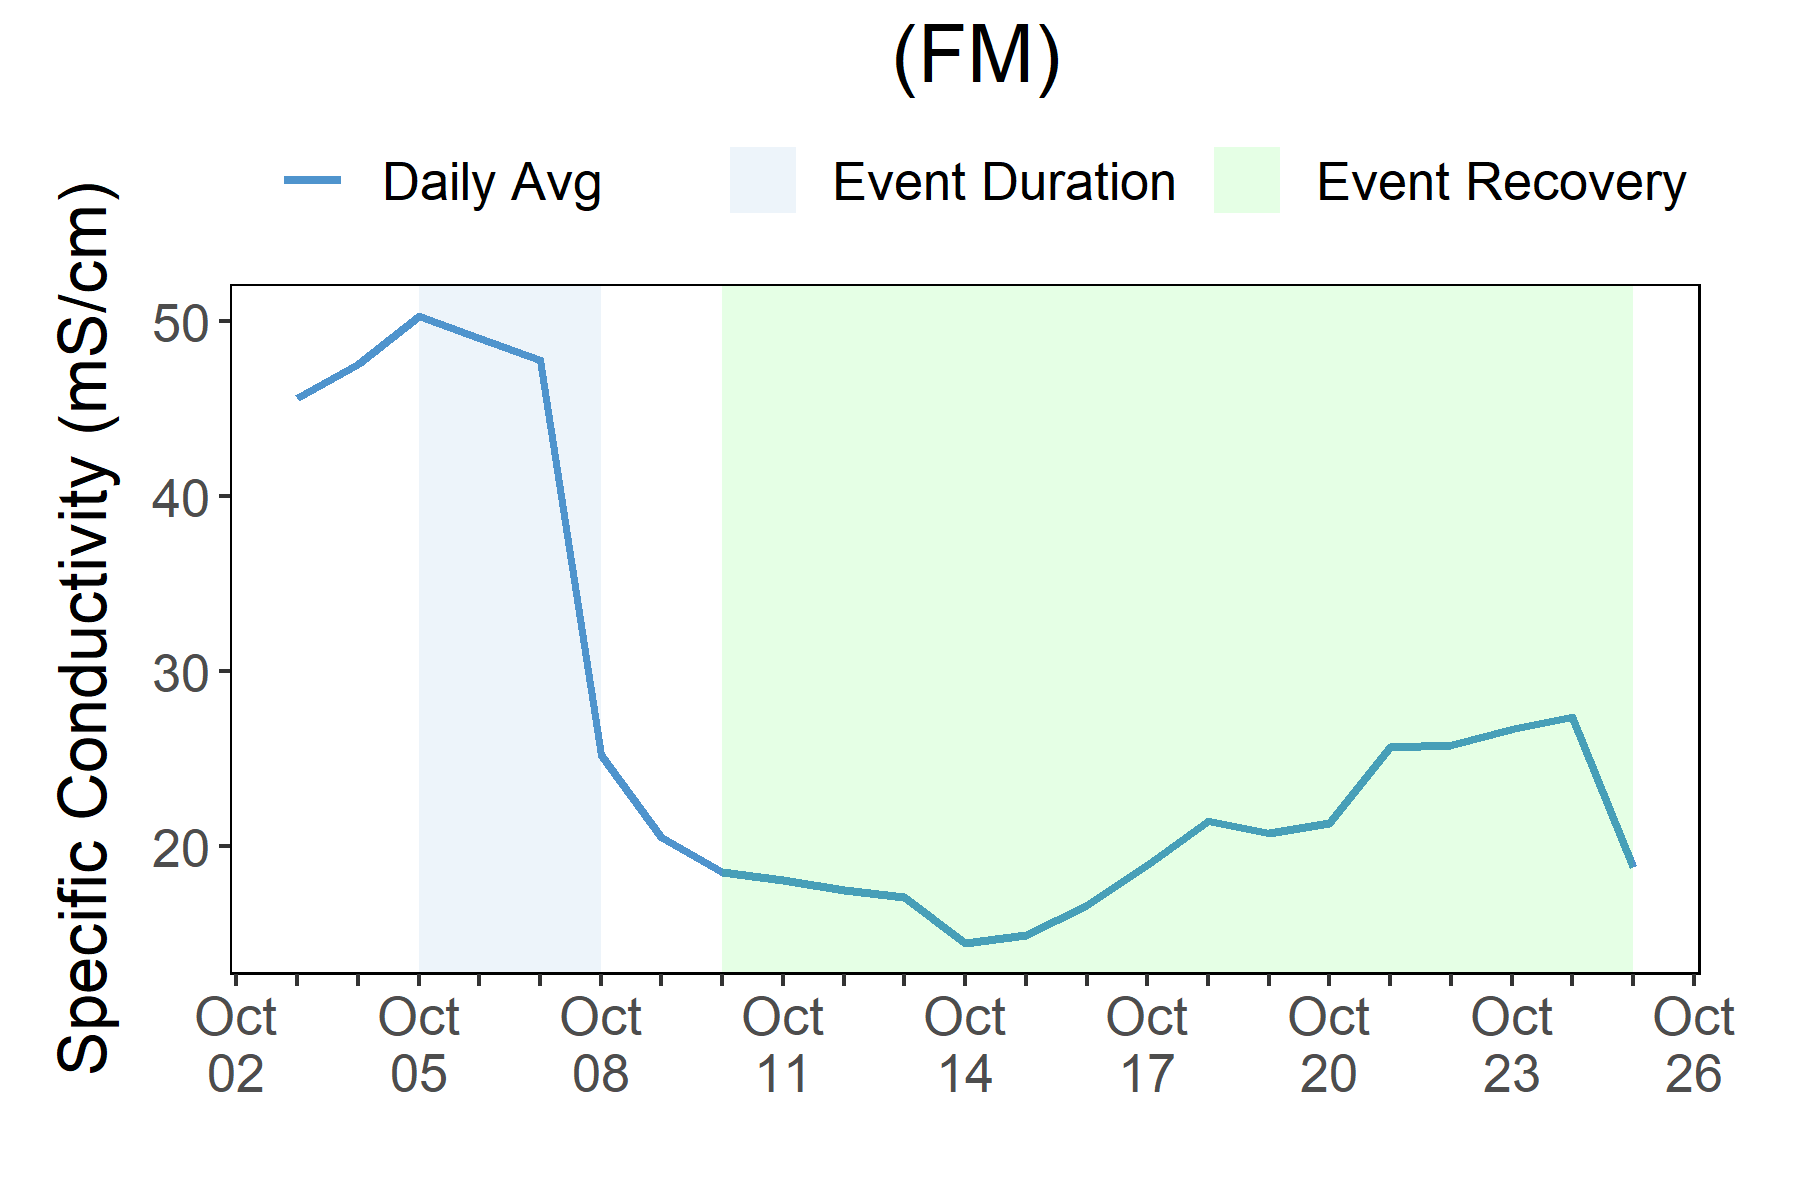 (FM)
Daily Avg
Event Duration
Event Recovery
Specific Conductivity (mS/cm)
50
40
30
20
Oct 02
Oct 05
Oct 08
Oct 11
Oct 14
Oct 17
Oct 20
Oct 23
Oct 26